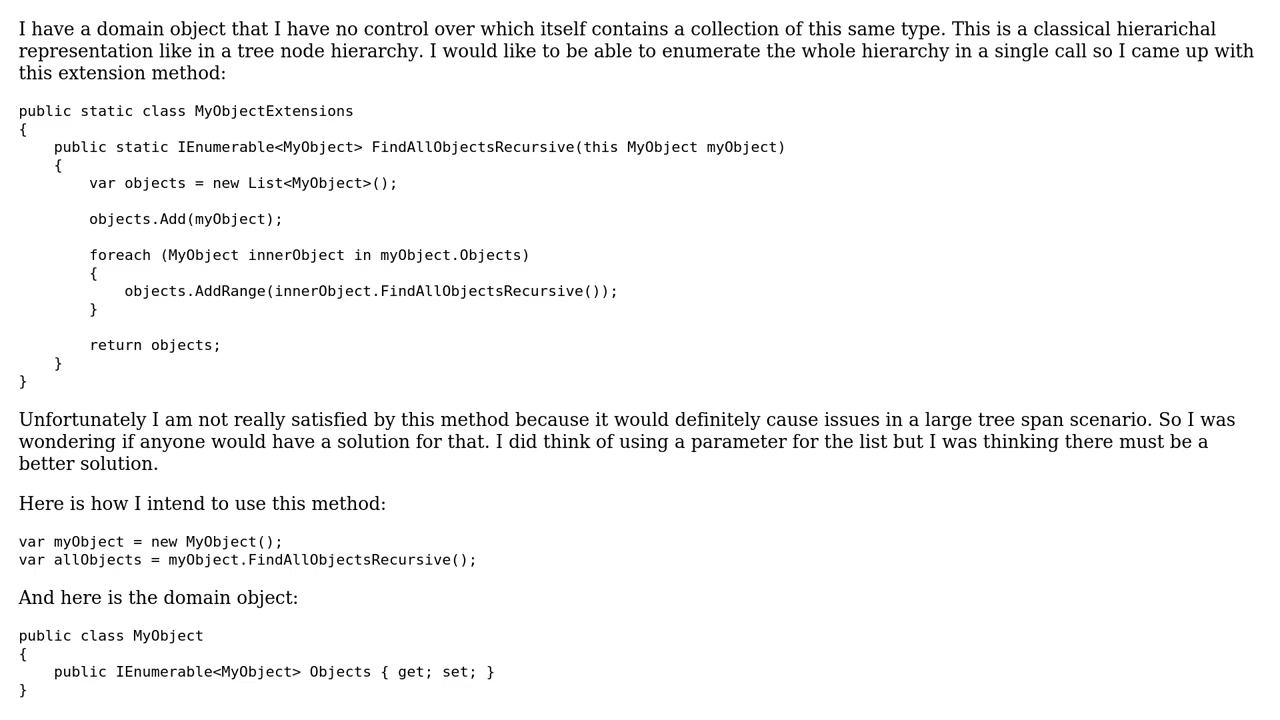 I have a domain object that I have no control over which itself contains a collection of this same type. This is a classical hierarichal
representation like in a tree node hierarchy. I would like to be able to enumerate the whole hierarchy in a single call so I came up with
this extension method:
public static class MyObjectExtensions
{
    public static IEnumerable<MyObject> FindAllObjectsRecursive(this MyObject myObject)
    {
        var objects = new List<MyObject>();
        objects.Add(myObject);
        foreach (MyObject innerObject in myObject.Objects)
        {
            objects.AddRange(innerObject.FindAllObjectsRecursive());
        }
        return objects;
    }
}
Unfortunately I am not really satisfied by this method because it would definitely cause issues in a large tree span scenario. So I was
wondering if anyone would have a solution for that. I did think of using a parameter for the list but I was thinking there must be a
better solution.
Here is how I intend to use this method:
var myObject = new MyObject();
var allObjects = myObject.FindAllObjectsRecursive();
And here is the domain object:
public class MyObject
{
    public IEnumerable<MyObject> Objects { get; set; }
}